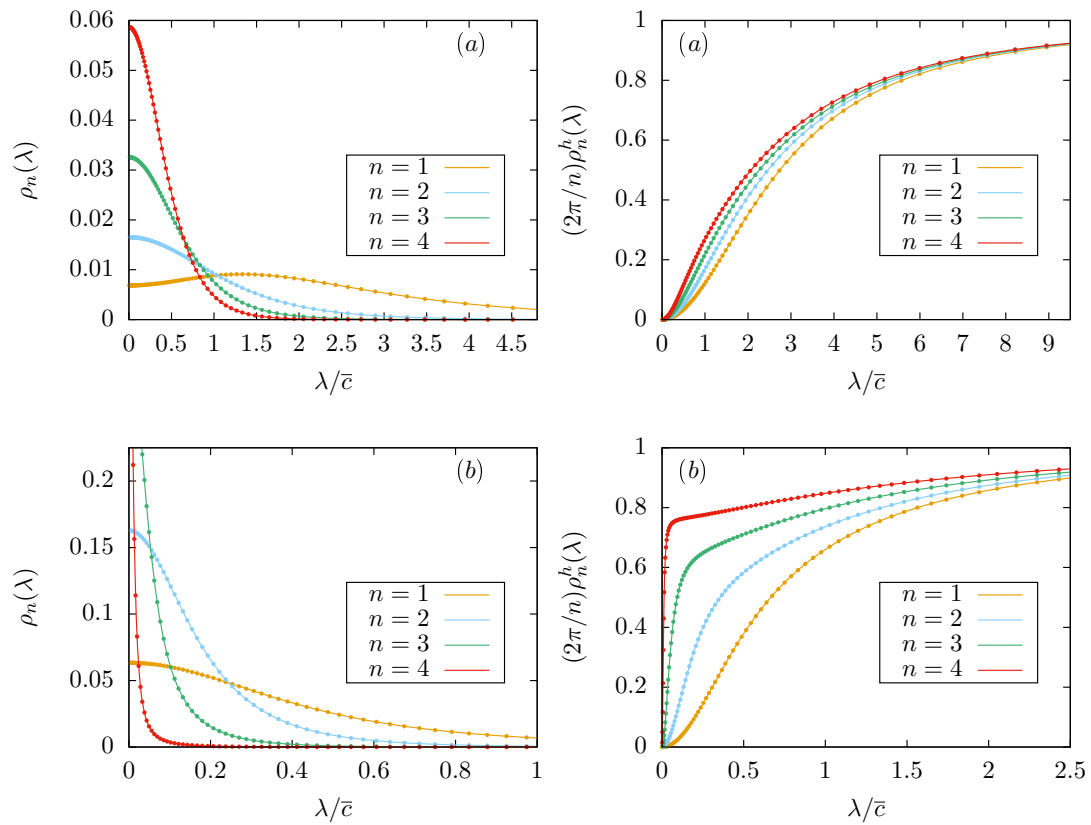 (a)
ρₙ(λ)
0.06
0.05
0.04
0.03
0.02
0.01
0
n = 1
n = 2
n = 3
n = 4
0 0.5 1 1.5 2 2.5 3 3.5 4 4.5
λ/c̅
(a)
(2π/n)ρₙʰ(λ)
1
0.8
0.6
0.4
0.2
0
n = 1
n = 2
n = 3
n = 4
0 1 2 3 4 5 6 7 8 9
λ/c̅
(b)
ρₙ(λ)
0.2
0.15
0.1
0.05
0
n = 1
n = 2
n = 3
n = 4
0 0.2 0.4 0.6 0.8 1
λ/c̅
(b)
(2π/n)ρₙʰ(λ)
1
0.8
0.6
0.4
0.2
0
n = 1
n = 2
n = 3
n = 4
0 0.5 1 1.5 2 2.5
λ/c̅